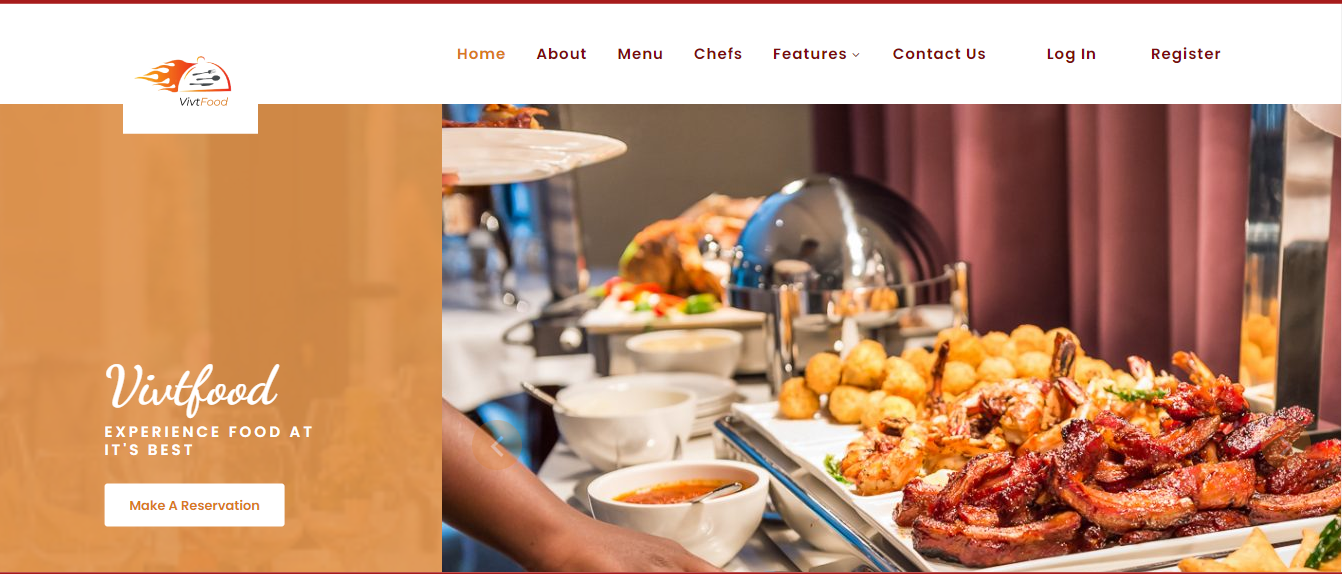 Home About Menu Chefs Features Contact Us Log In Register
VivtFood
Vivtfood
EXPERIENCE FOOD AT
IT'S BEST
Make A Reservation